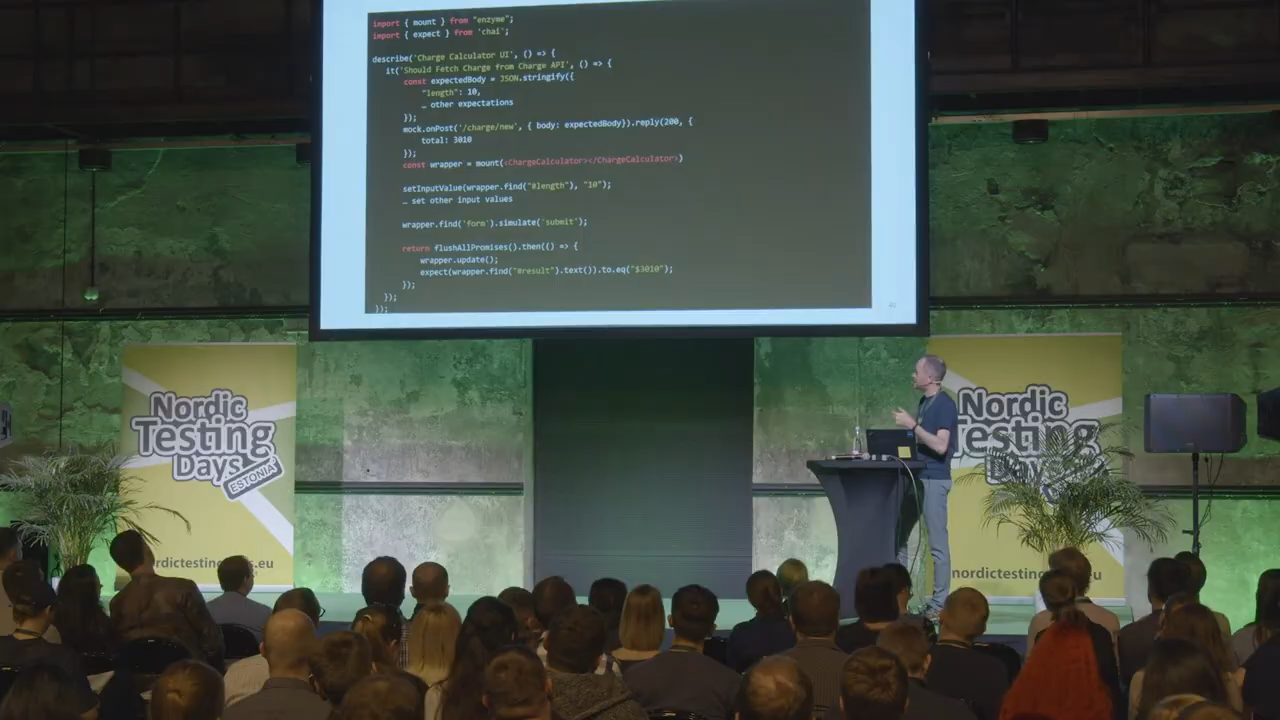 import { mount } from "enzyme";
import { expect } from 'chai';
describe('Charge Calculator UI', () => {
it('Should Fetch Charge from Charge API', () => {
const expectedBody = JSON.stringify({
"length": 10,
… other expectations
});
mock.onPost('/charge/new', { body: expectedBody}).reply(200, {
total: 3010
});
const wrapper = mount(<ChargeCalculator></ChargeCalculator>)
setInputValue(wrapper.find("#length"), "10");
… set other input values
wrapper.find('form').simulate('submit');
return flushAllPromises().then(() => {
wrapper.update();
expect(wrapper.find("#result").text()).to.eq("$3010");
});
});
});
Nordic
Testing
Days
ESTONIA
Nordic
Testing
Days